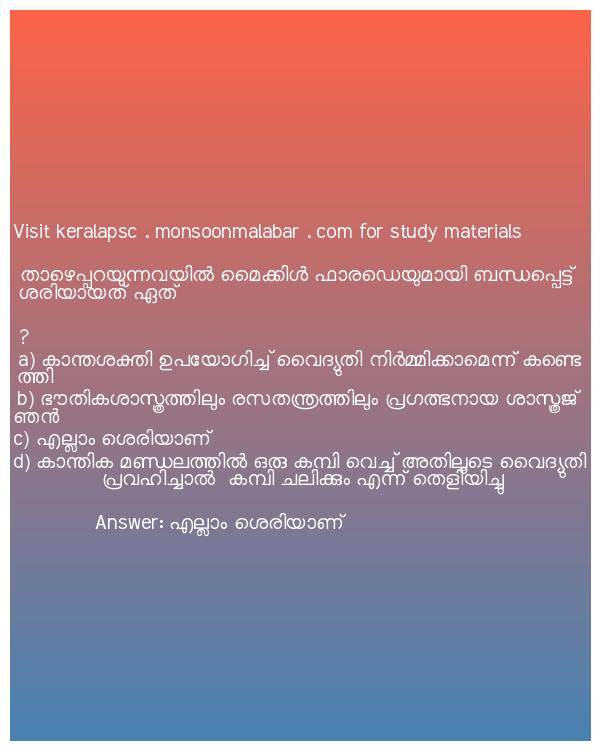 Visit keralapsc . monsoonmalabar . com for study materials
താഴെപ്പറയുന്നവയിൽ മൈക്കിൾ ഫാരഡെയുമായി ബന്ധപ്പെട്ട്
ശരിയായത് ഏത്
?
a) കാന്തശക്തി ഉപയോഗിച്ച് വൈദ്യുതി നിർമ്മിക്കാമെന്ന് കണ്ടെ
ത്തി
b) ഭൗതികശാസ്ത്രത്തിലും രസതന്ത്രത്തിലും പ്രഗത്ഭനായ ശാസ്ത്രജ്
ഞൻ
c) എല്ലാം ശെരിയാണ്
d) കാന്തിക മണ്ഡലത്തിൽ ഒരു കമ്പി വെച്ച് അതിലൂടെ വൈദ്യുതി
പ്രവഹിച്ചാൽ കമ്പി ചലിക്കും എന്ന് തെളിയിച്ചു
Answer: എല്ലാം ശെരിയാണ്